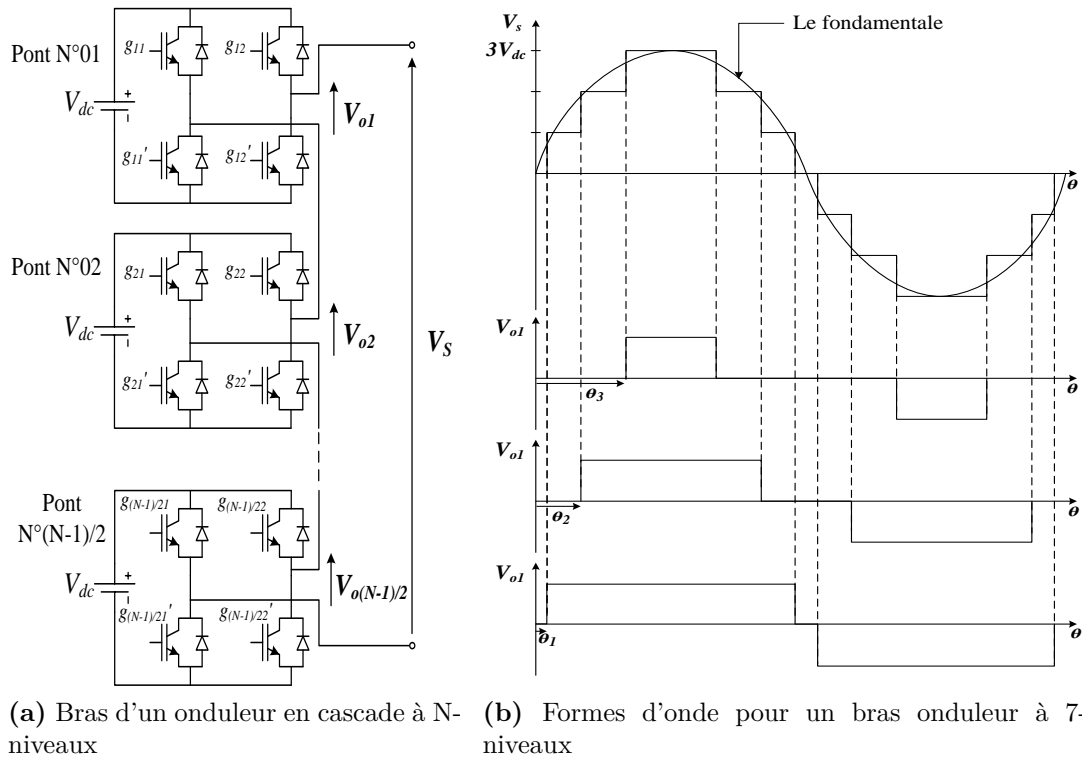 Pont N°01
g11
g12
Vdc
+
Vo1
g11'
g12'
Pont N°02
g21
g22
Vdc
+
Vo2
VS
g21'
g22'
Pont
N°(N-1)/2
g(N-1)/21
g(N-1)/22
Vdc
+
Vo(N-1)/2
g(N-1)/21'
g(N-1)/22'
(a) Bras d'un onduleur en cascade à N-
niveaux
Vs
Le fondamentale
3Vdc
θ
Vo1
θ3
θ
Vo1
θ2
θ
Vo1
θ1
θ
(b) Formes d'onde pour un bras onduleur à 7-
niveaux